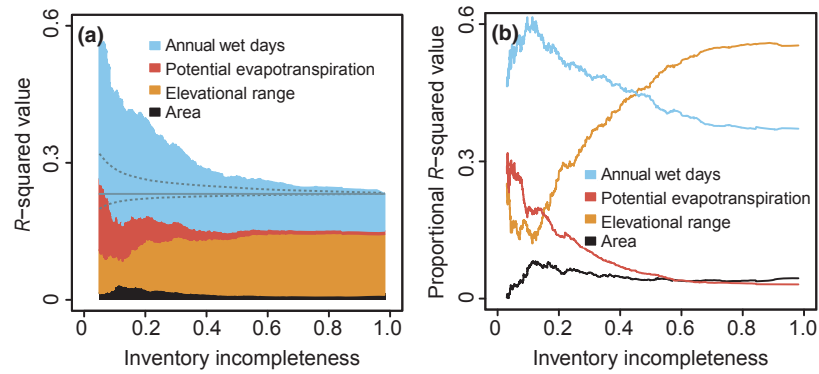 (a)
Annual wet days
Potential evapotranspiration
Elevational range
Area
R−squared value
0.6
0.3
0
0 0.2 0.4 0.6 0.8 1.0
Inventory incompleteness
(b)
Annual wet days
Potential evapotranspiration
Elevational range
Area
Proportional R−squared value
0.6
0.3
0
0 0.2 0.4 0.6 0.8 1.0
Inventory incompleteness